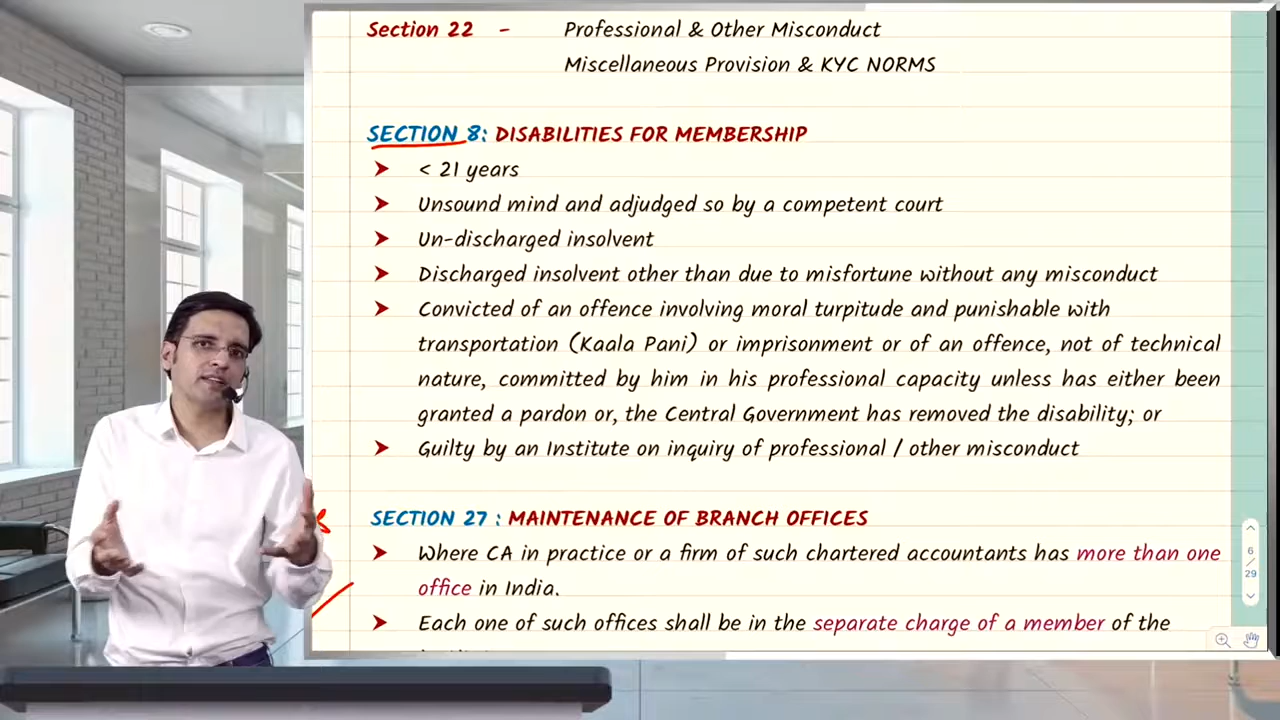 Section 22 - Professional & Other Misconduct
Miscellaneous Provision & KYC NORMS
SECTION 8: DISABILITIES FOR MEMBERSHIP
➤ < 21 years
➤ Unsound mind and adjudged so by a competent court
➤ Un-discharged insolvent
➤ Discharged insolvent other than due to misfortune without any misconduct
➤ Convicted of an offence involving moral turpitude and punishable with
transportation (Kaala Pani) or imprisonment or of an offence, not of technical
nature, committed by him in his professional capacity unless has either been
granted a pardon or, the Central Government has removed the disability; or
➤ Guilty by an Institute on inquiry of professional / other misconduct
SECTION 27 : MAINTENANCE OF BRANCH OFFICES
➤ Where CA in practice or a firm of such chartered accountants has more than one
office in India.
➤ Each one of such offices shall be in the separate charge of a member of the
6
/
29